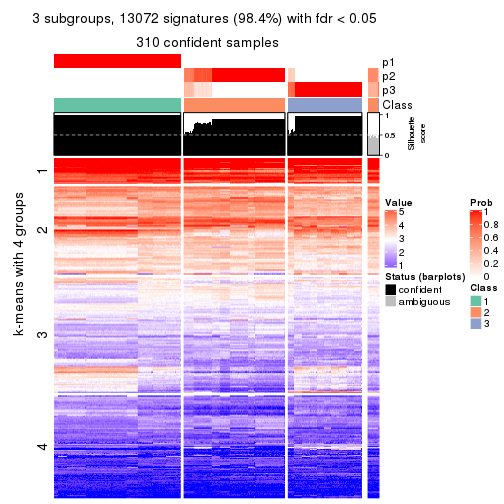 3 subgroups, 13072 signatures (98.4%) with fdr < 0.05
310 confident samples
p1
p2
p3
Class
1
0.5
0
Silhouette
score
k-means with 4 groups
1
2
3
4
Value
5
4
3
2
1
Status (barplots)
confident
ambiguous
Prob
1
0.8
0.6
0.4
0.2
0
Class
1
2
3